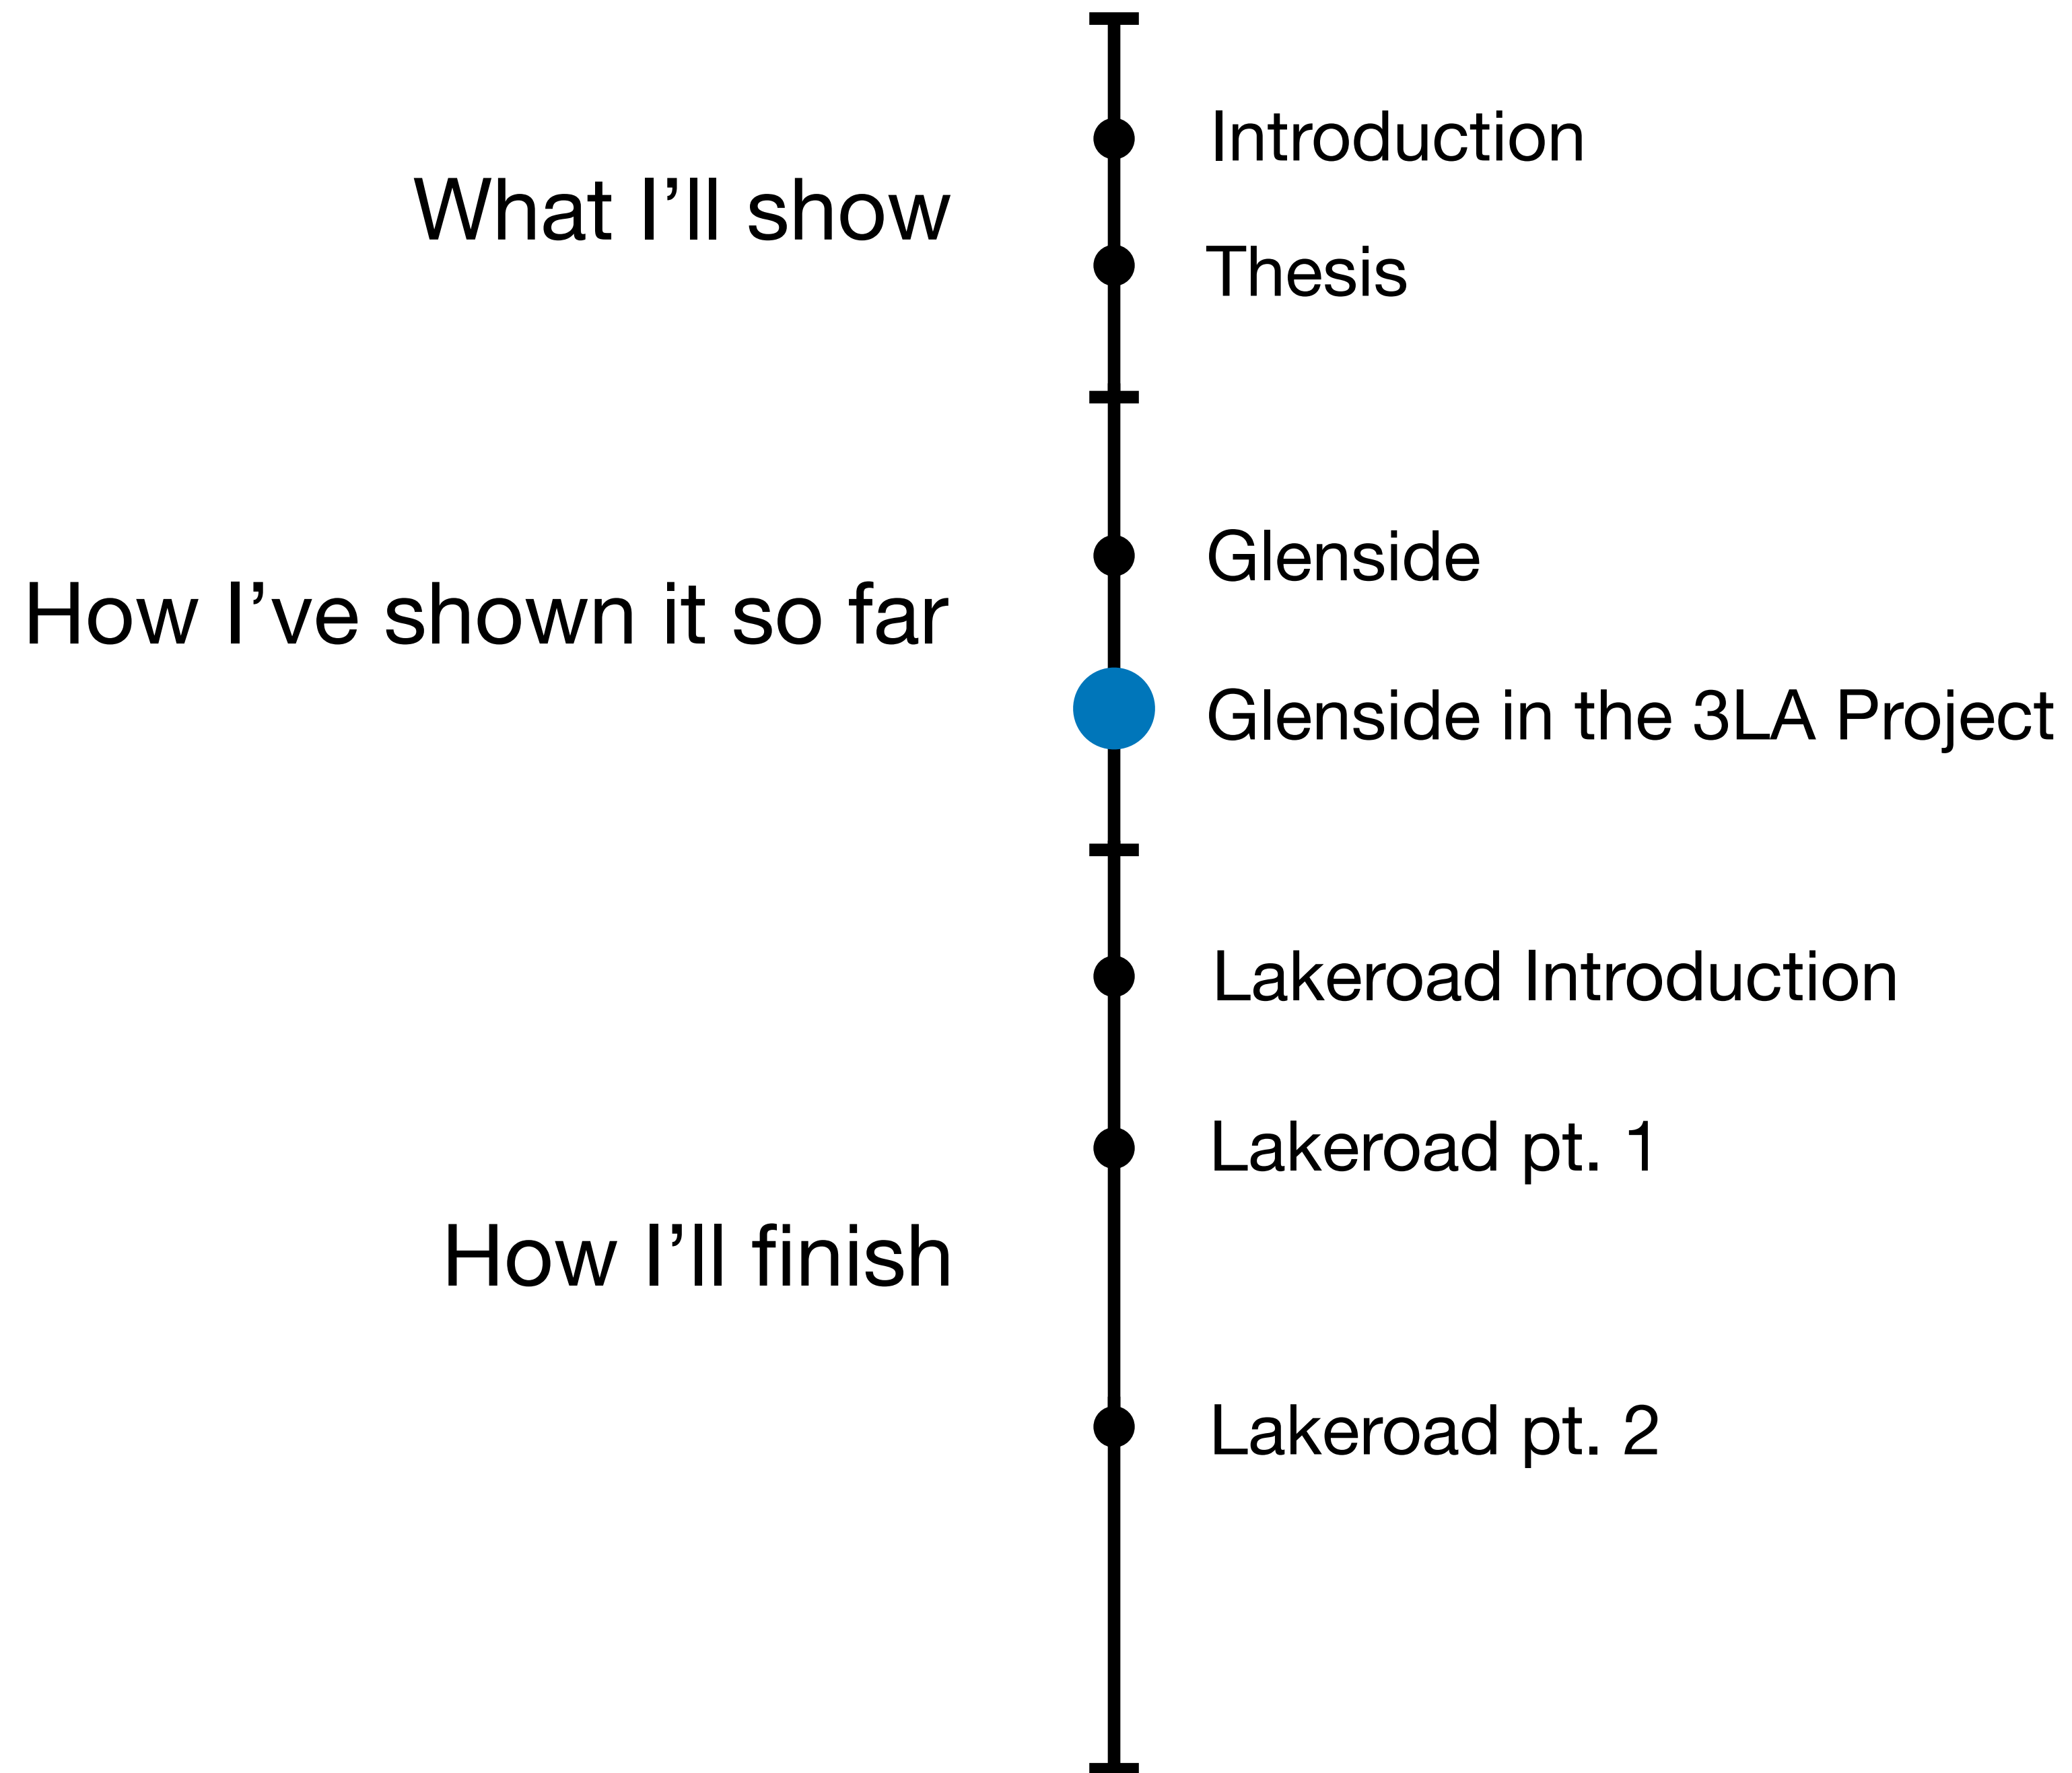 Introduction
What I’ll show
Thesis
Glenside
How I’ve shown it so far
Glenside in the 3LA Project
Lakeroad Introduction
Lakeroad pt. 1
How I’ll finish
Lakeroad pt. 2